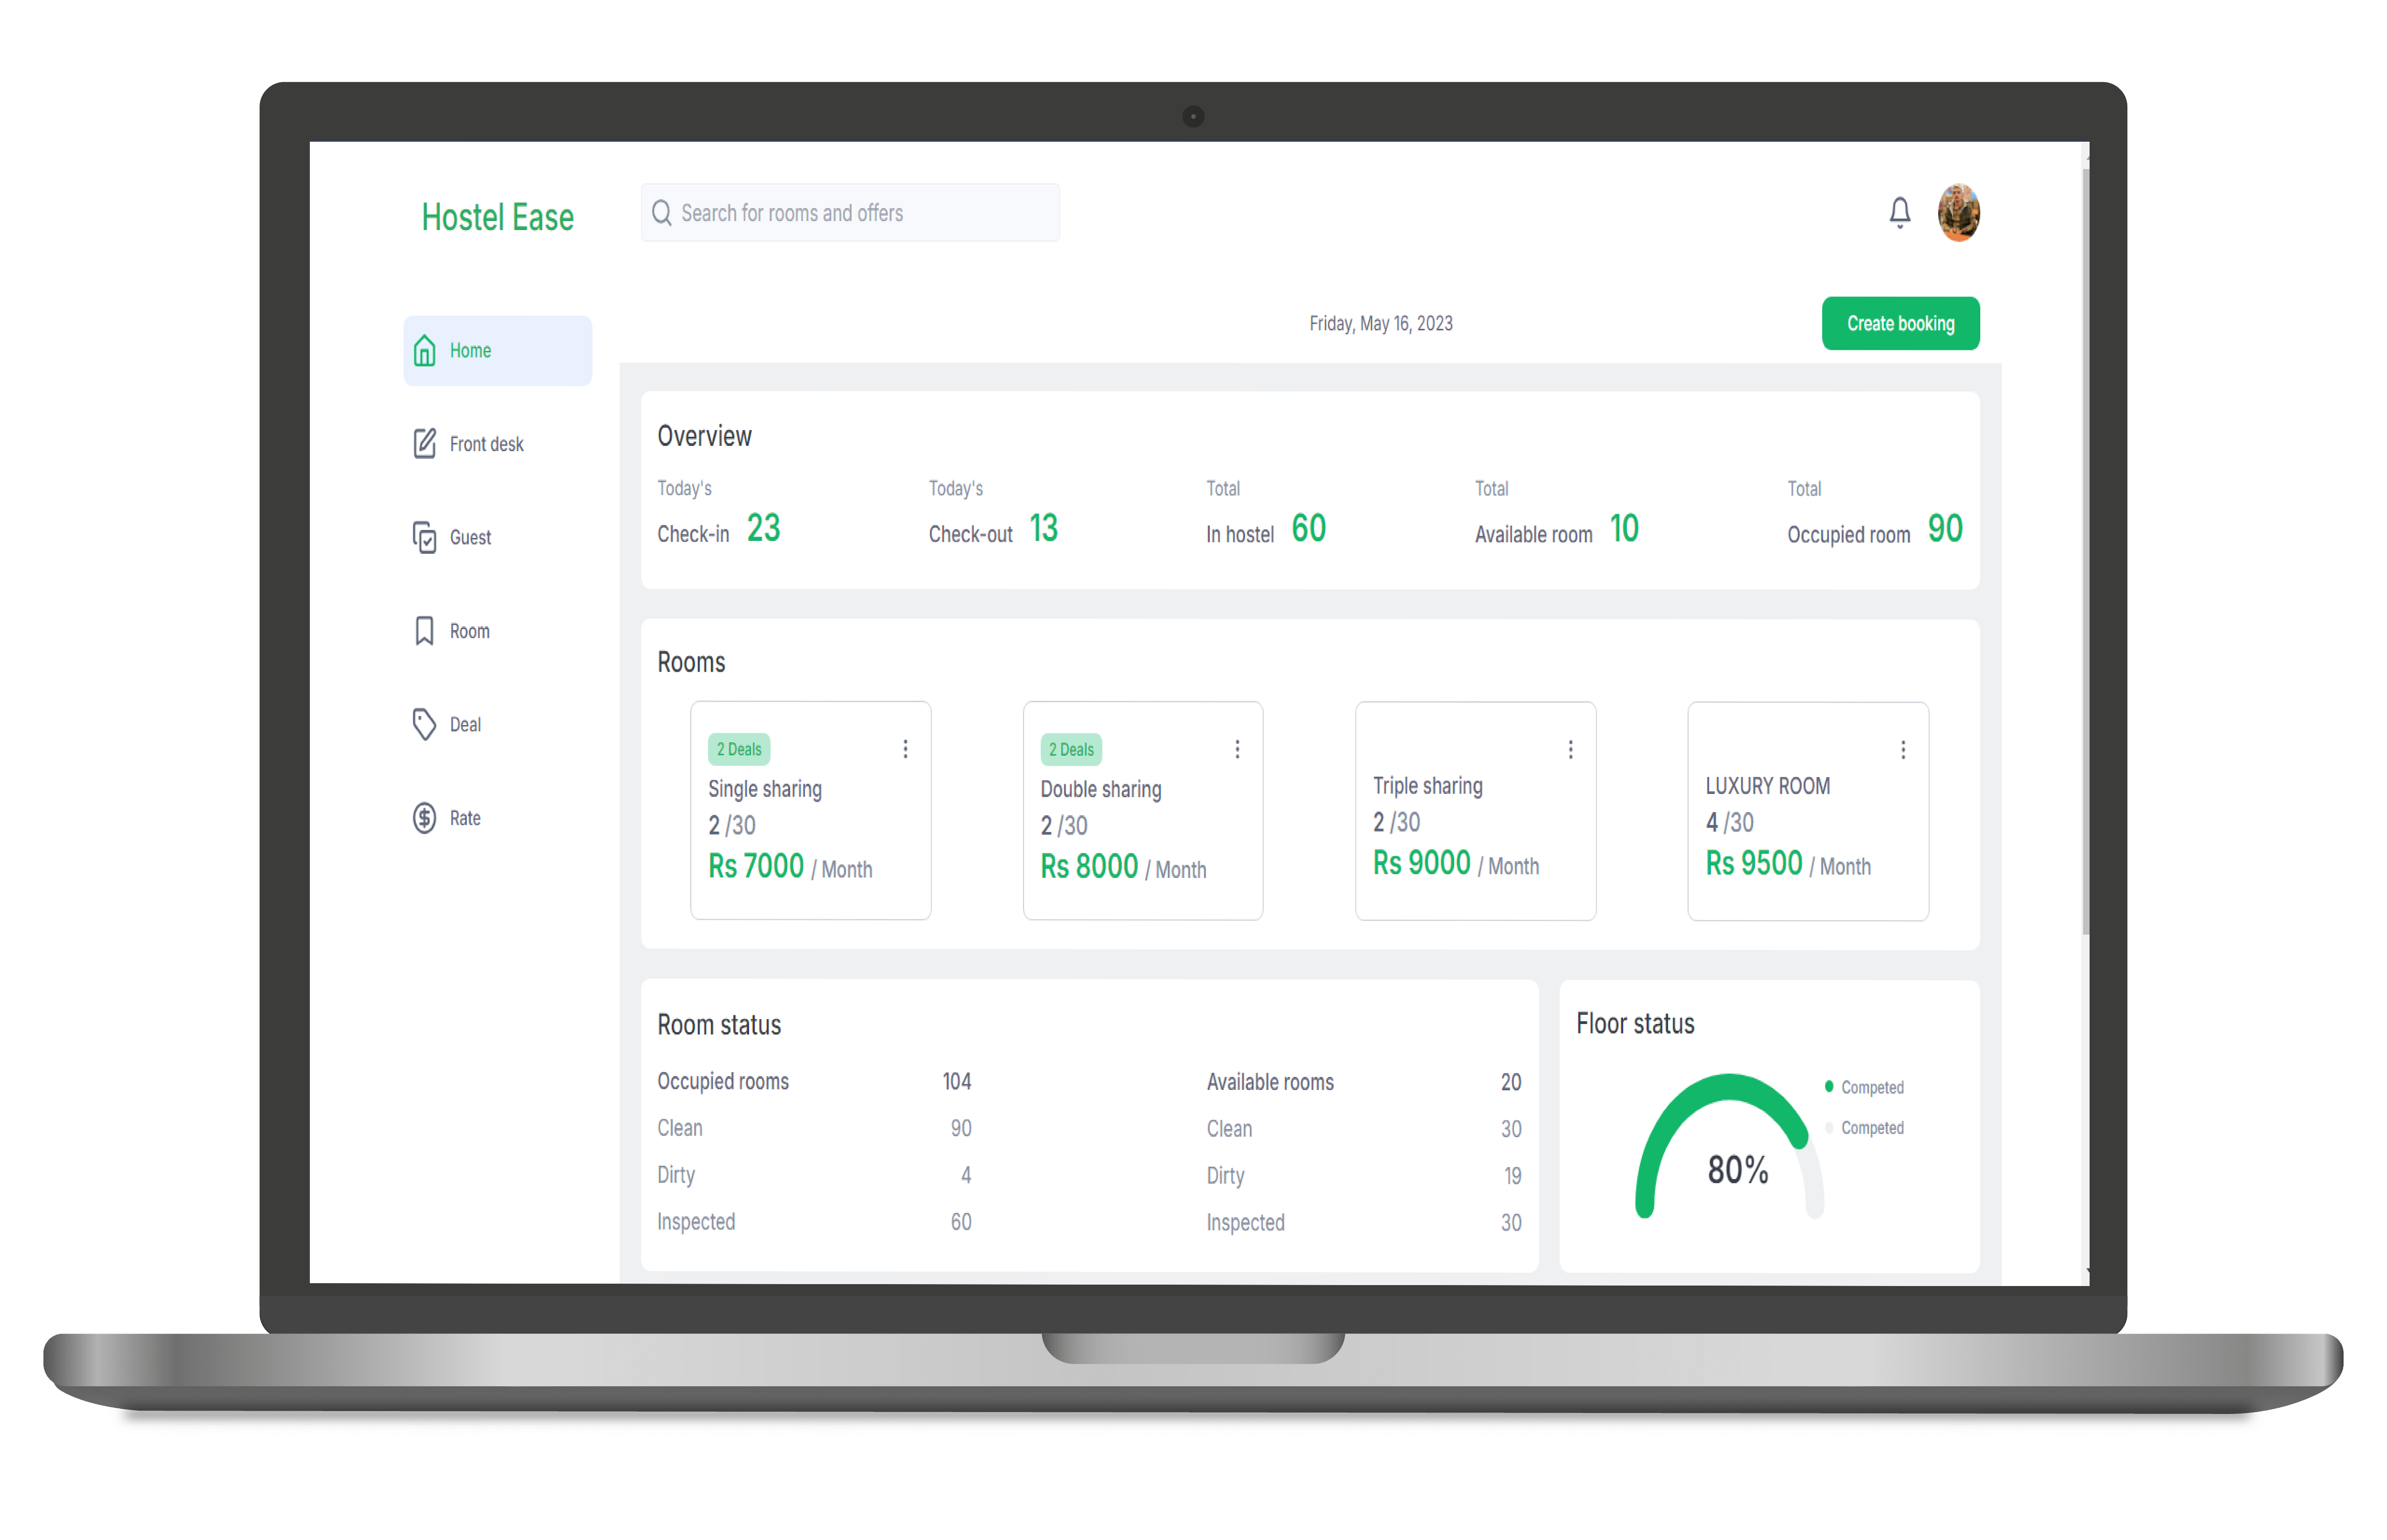 Hostel Ease
Search for rooms and offers
Friday, May 16, 2023
Create booking
Home
Front desk
Guest
Room
Deal
Rate
Overview
Today's
Check-in 23
Today's
Check-out 13
Total
In hostel 60
Total
Available room 10
Total
Occupied room 90
Rooms
2 Deals
Single sharing
2 /30
Rs 7000 / Month
2 Deals
Double sharing
2 /30
Rs 8000 / Month
Triple sharing
2 /30
Rs 9000 / Month
LUXURY ROOM
4 /30
Rs 9500 / Month
Room status
Occupied rooms 104
Clean 90
Dirty 4
Inspected 60
Available rooms 20
Clean 30
Dirty 19
Inspected 30
Floor status
Competed
Competed
80%